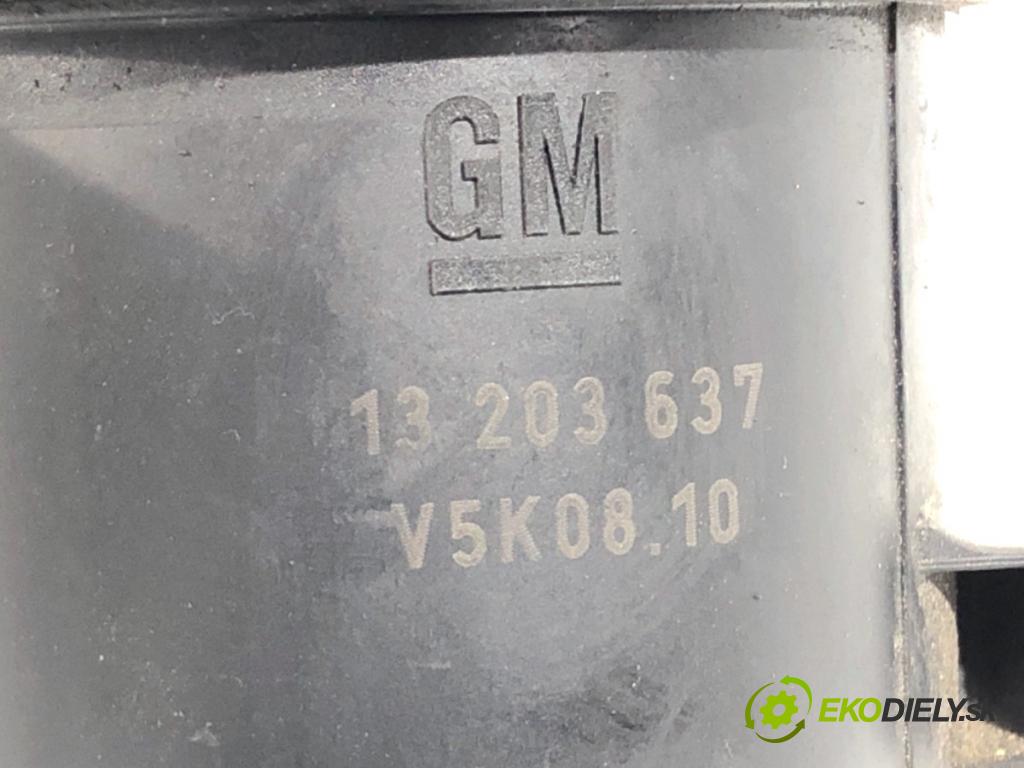 GM
13 203 637
V5K08.10
EKODIELY.SK